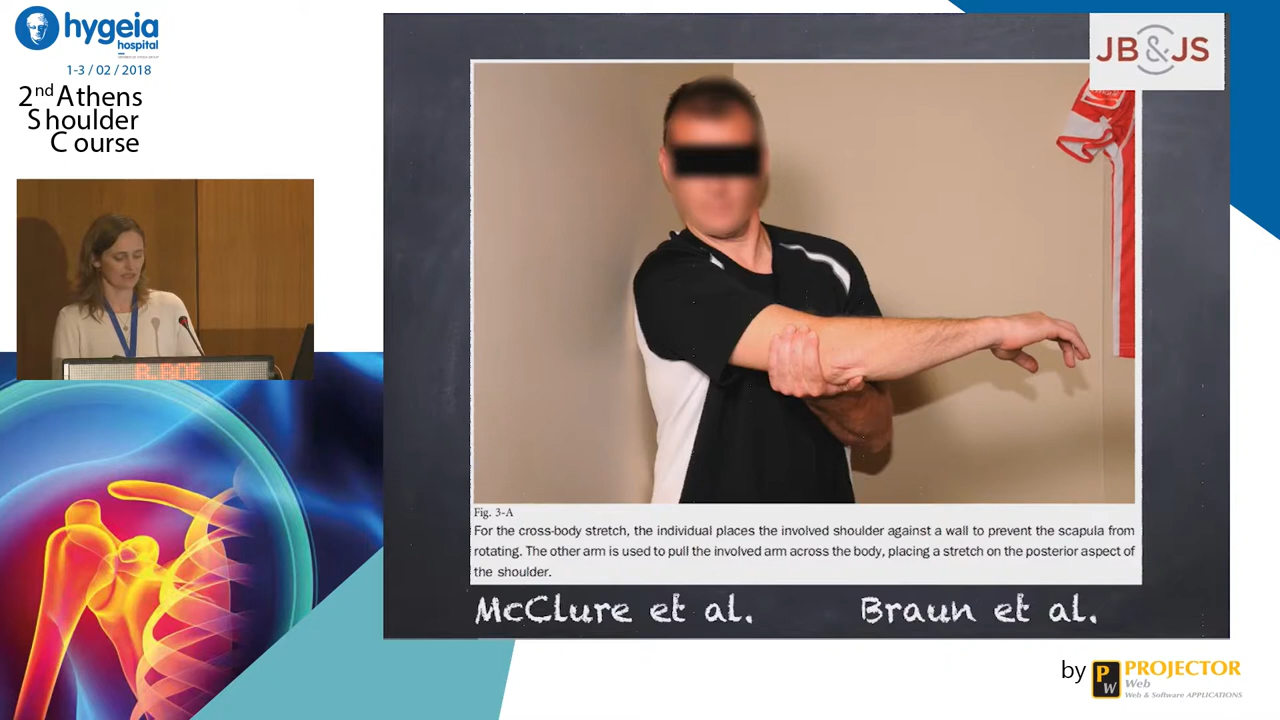 hygeia
hospital
1-3 / 02 / 2018
2nd Athens
Shoulder
Course
JB&JS
Fig. 3-A
For the cross-body stretch, the individual places the involved shoulder against a wall to prevent the scapula from
rotating. The other arm is used to pull the involved arm across the body, placing a stretch on the posterior aspect of
the shoulder.
McClure et al.
Braun et al.
by
PW
PROJECTOR
Web
Web & Software APPLICATIONS